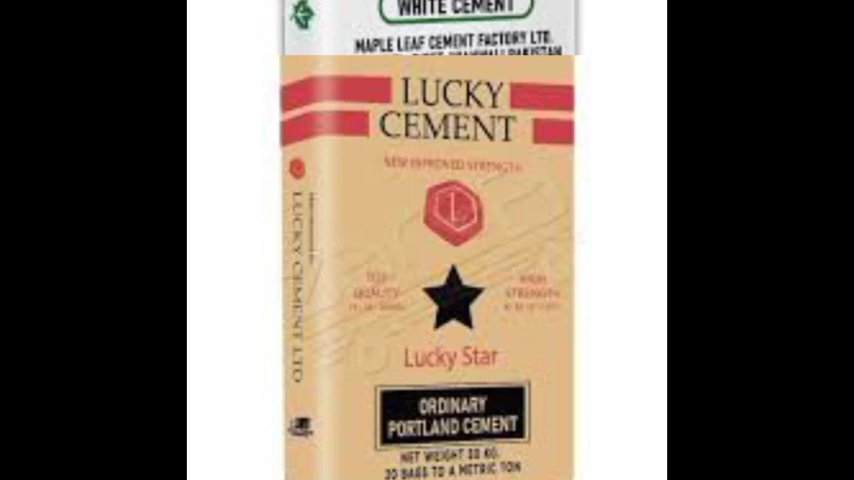 WHITE CEMENT
MAPLE LEAF CEMENT FACTORY LTD.
PAKISTAN
LUCKY
CEMENT
NEW IMPROVED STRENGTH
L
LUCKY CEMENT LTD
QUALITY
HIGH
STRENGTH
Lucky Star
ORDINARY
PORTLAND CEMENT
NET WEIGHT 50 KG.
20 BAGS TO A METRIC TON